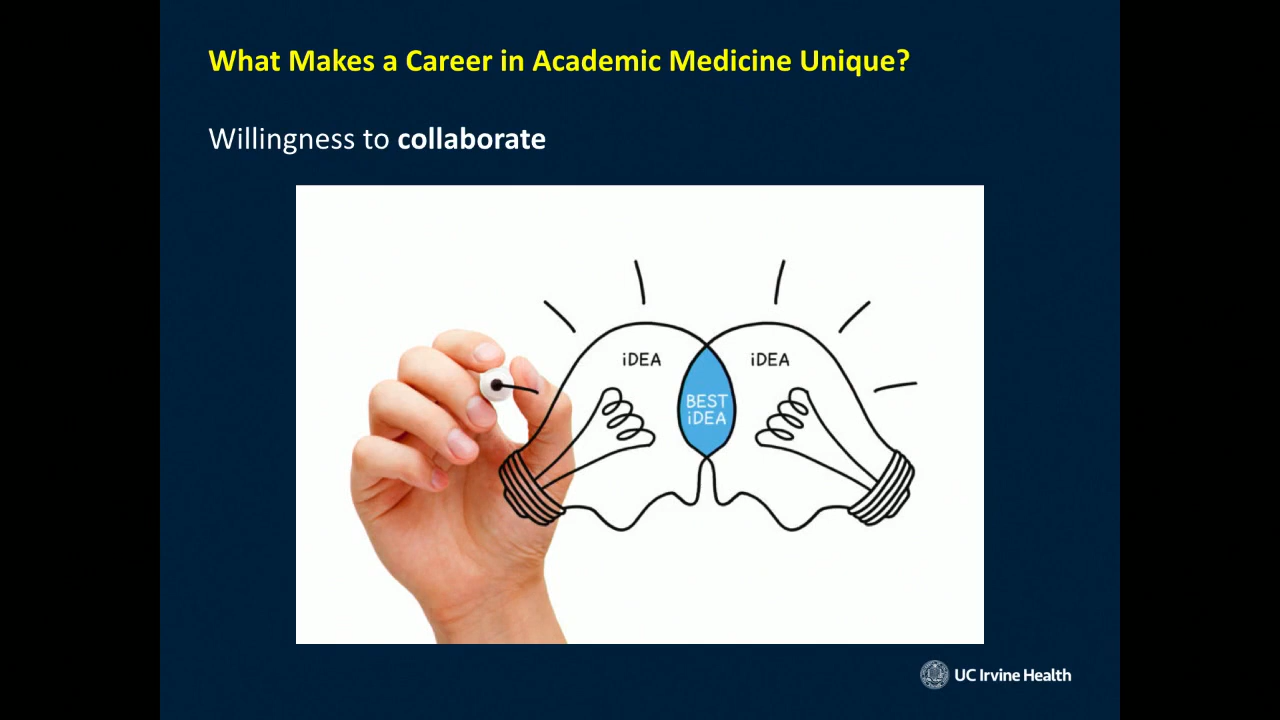 What Makes a Career in Academic Medicine Unique?
Willingness to collaborate
iDEA
iDEA
BEST
iDEA
UC Irvine Health